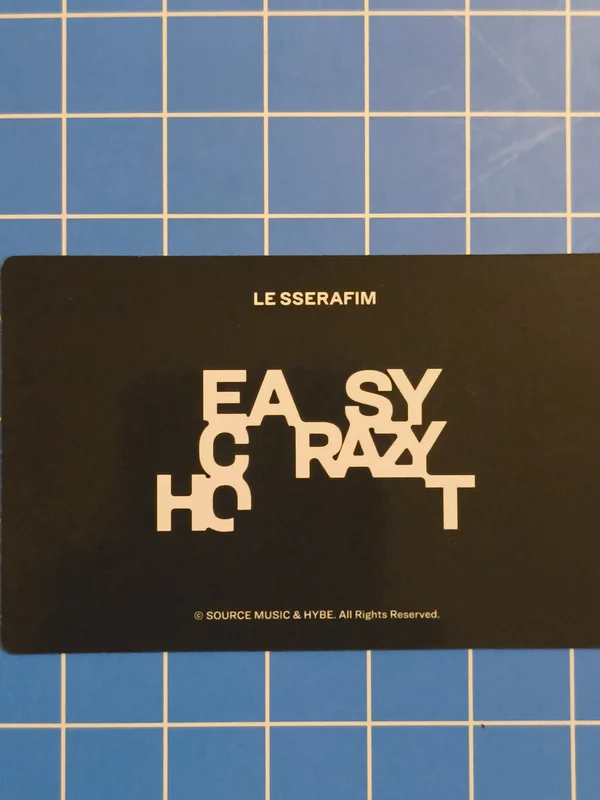 LE SSERAFIM
EA SY
C RAZY
HO T
© SOURCE MUSIC & HYBE. All Rights Reserved.